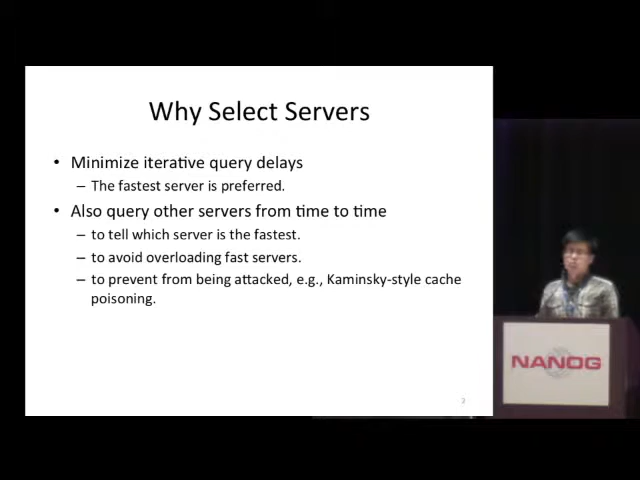 Why Select Servers
• Minimize iterative query delays
– The fastest server is preferred.
• Also query other servers from time to time
– to tell which server is the fastest.
– to avoid overloading fast servers.
– to prevent from being attacked, e.g., Kaminsky-style cache
poisoning.
NANOG